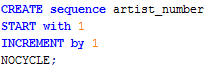 CREATE sequence artist_number
START with 1
INCREMENT by 1
NOCYCLE;